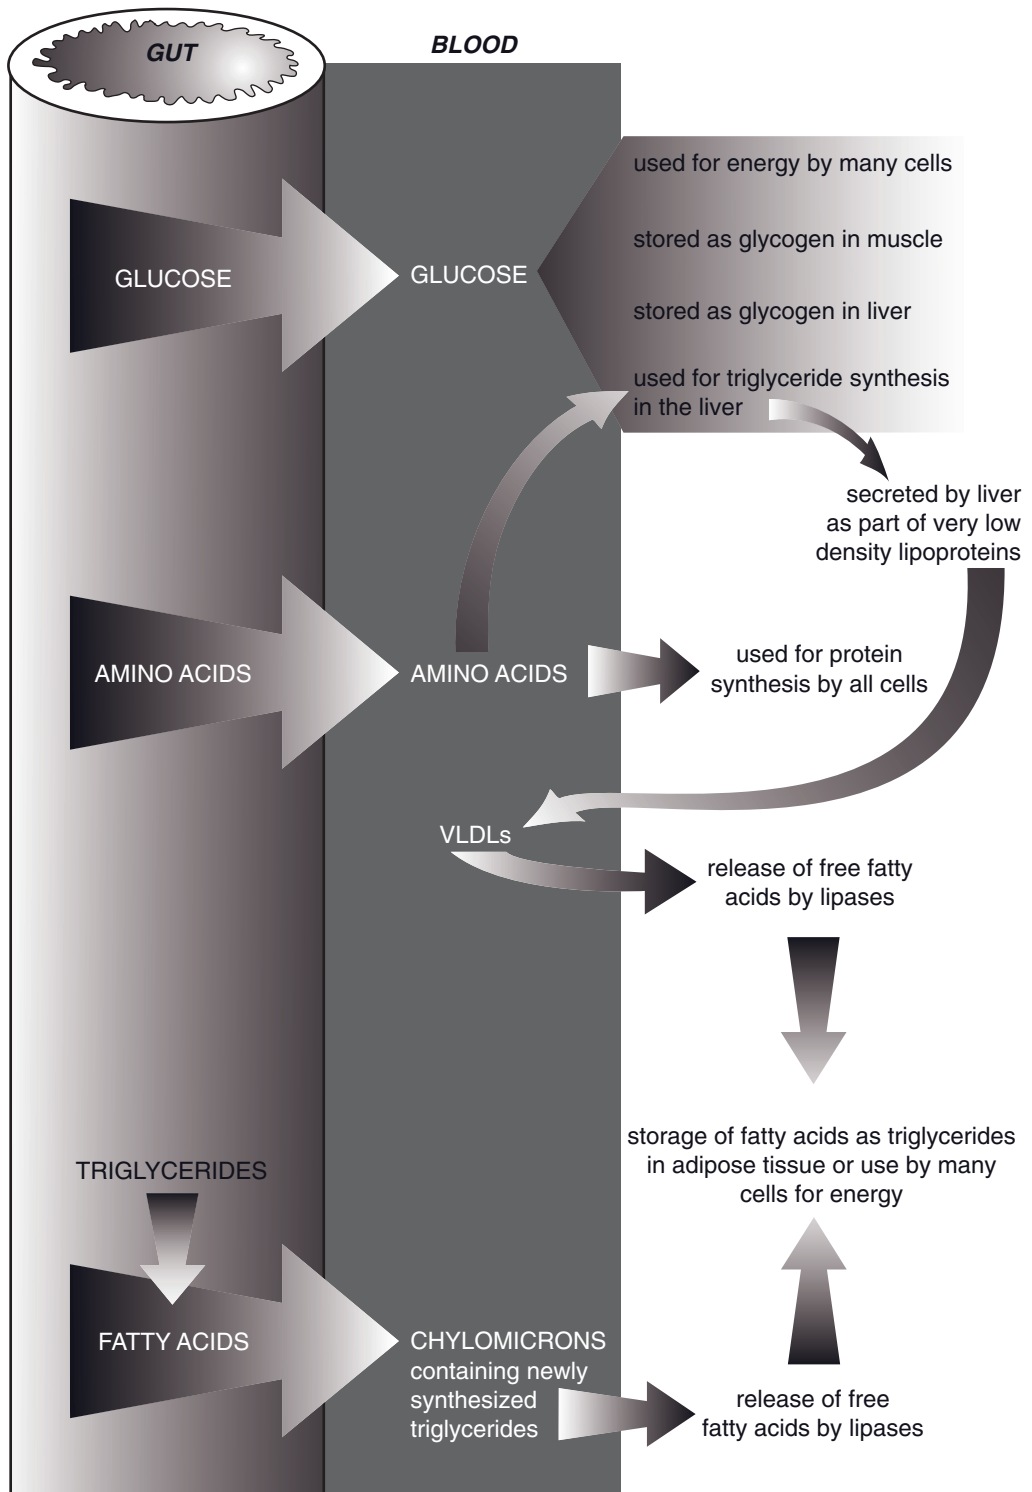 GUT
BLOOD
used for energy by many cells
stored as glycogen in muscle
GLUCOSE
GLUCOSE
stored as glycogen in liver
used for triglyceride synthesis
in the liver
secreted by liver
as part of very low
density lipoproteins
AMINO ACIDS
AMINO ACIDS
used for protein
synthesis by all cells
VLDLs
release of free fatty
acids by lipases
storage of fatty acids as triglycerides
in adipose tissue or use by many
cells for energy
TRIGLYCERIDES
FATTY ACIDS
CHYLOMICRONS
containing newly
synthesized
triglycerides
release of free
fatty acids by lipases